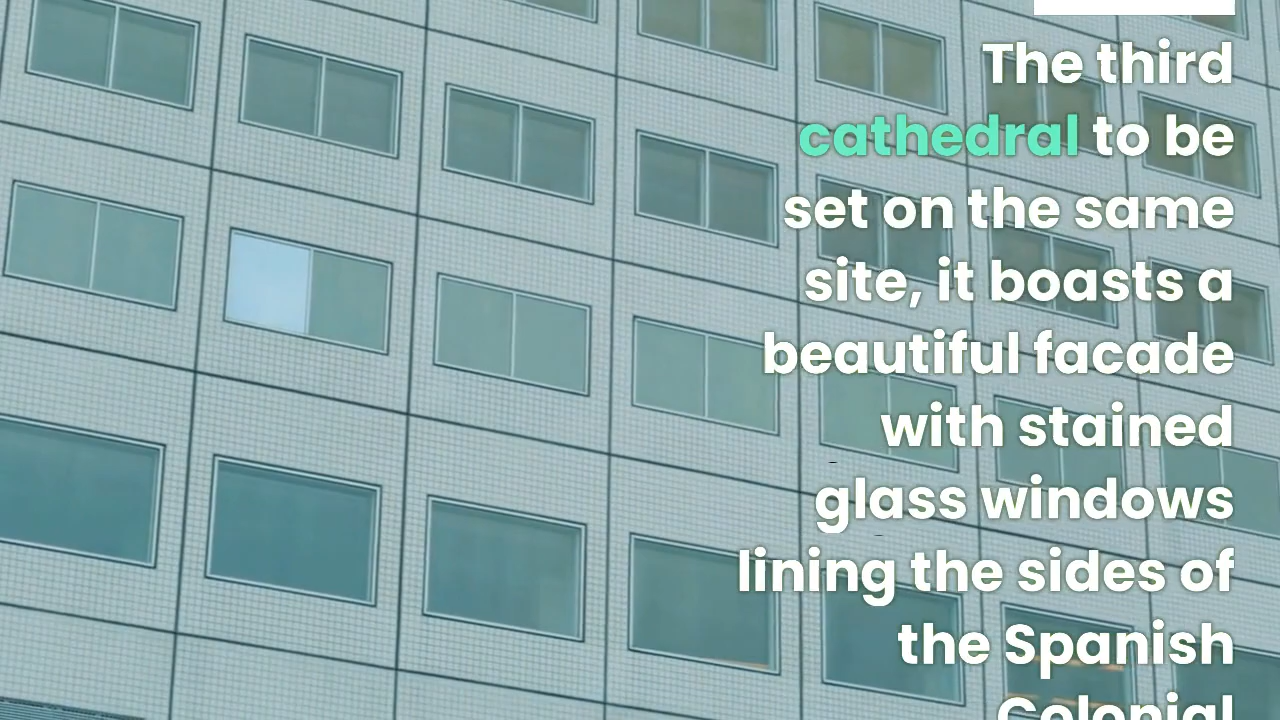 The third
cathedral to be
set on the same
site, it boasts a
beautiful facade
with stained
glass windows
lining the sides of
the Spanish
Colonial